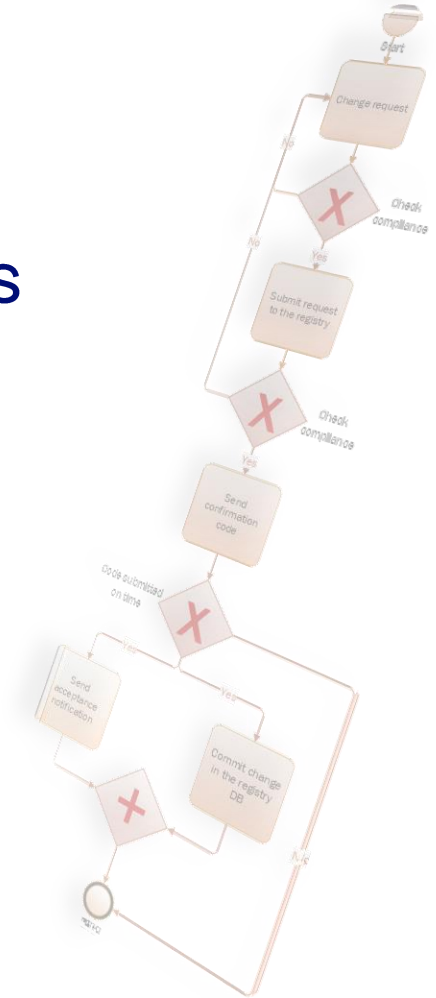 Start
Change request
No
Check
compliance
Yes
s
No
Submit request
to the registry
Check
compliance
Yes
Send
confirmation
code
Code submitted
on time
Yes
Send
acceptance
notification
Yes
Commit change
in the registry
DB